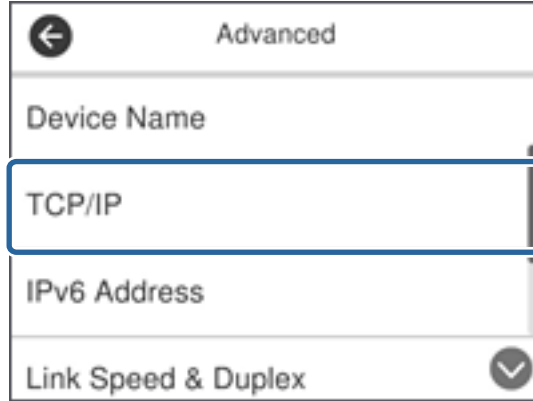 Advanced
Device Name
TCP/IP
IPv6 Address
Link Speed & Duplex